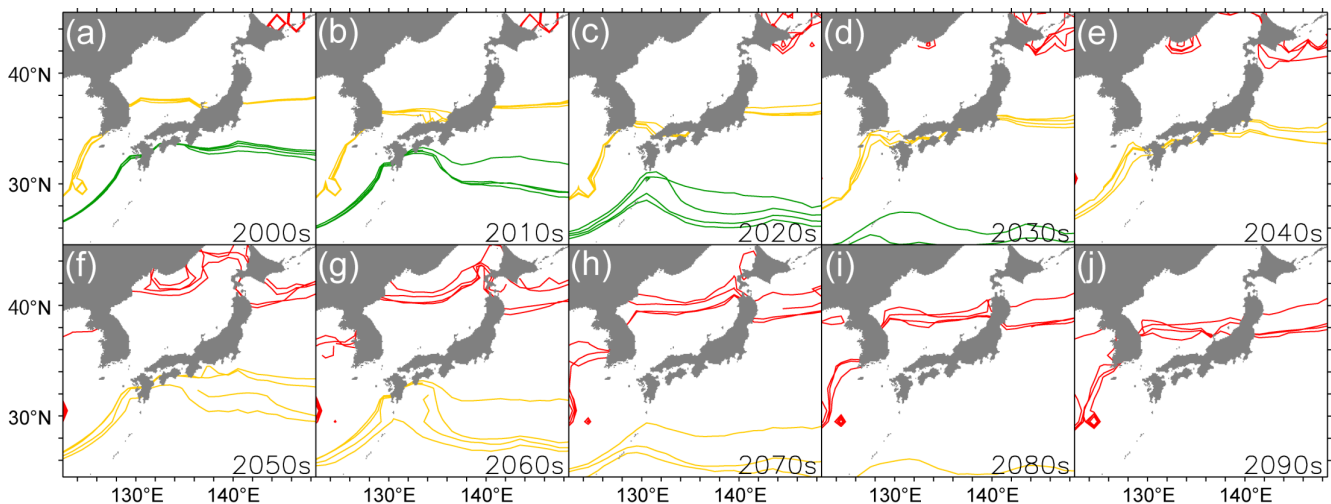 (a) (b) (c) (d) (e)
40°N
30°N
2000s 2010s 2020s 2030s 2040s
(f) (g) (h) (i) (j)
40°N
30°N
2050s 2060s 2070s 2080s 2090s
130°E 140°E 130°E 140°E 130°E 140°E 130°E 140°E 130°E 140°E